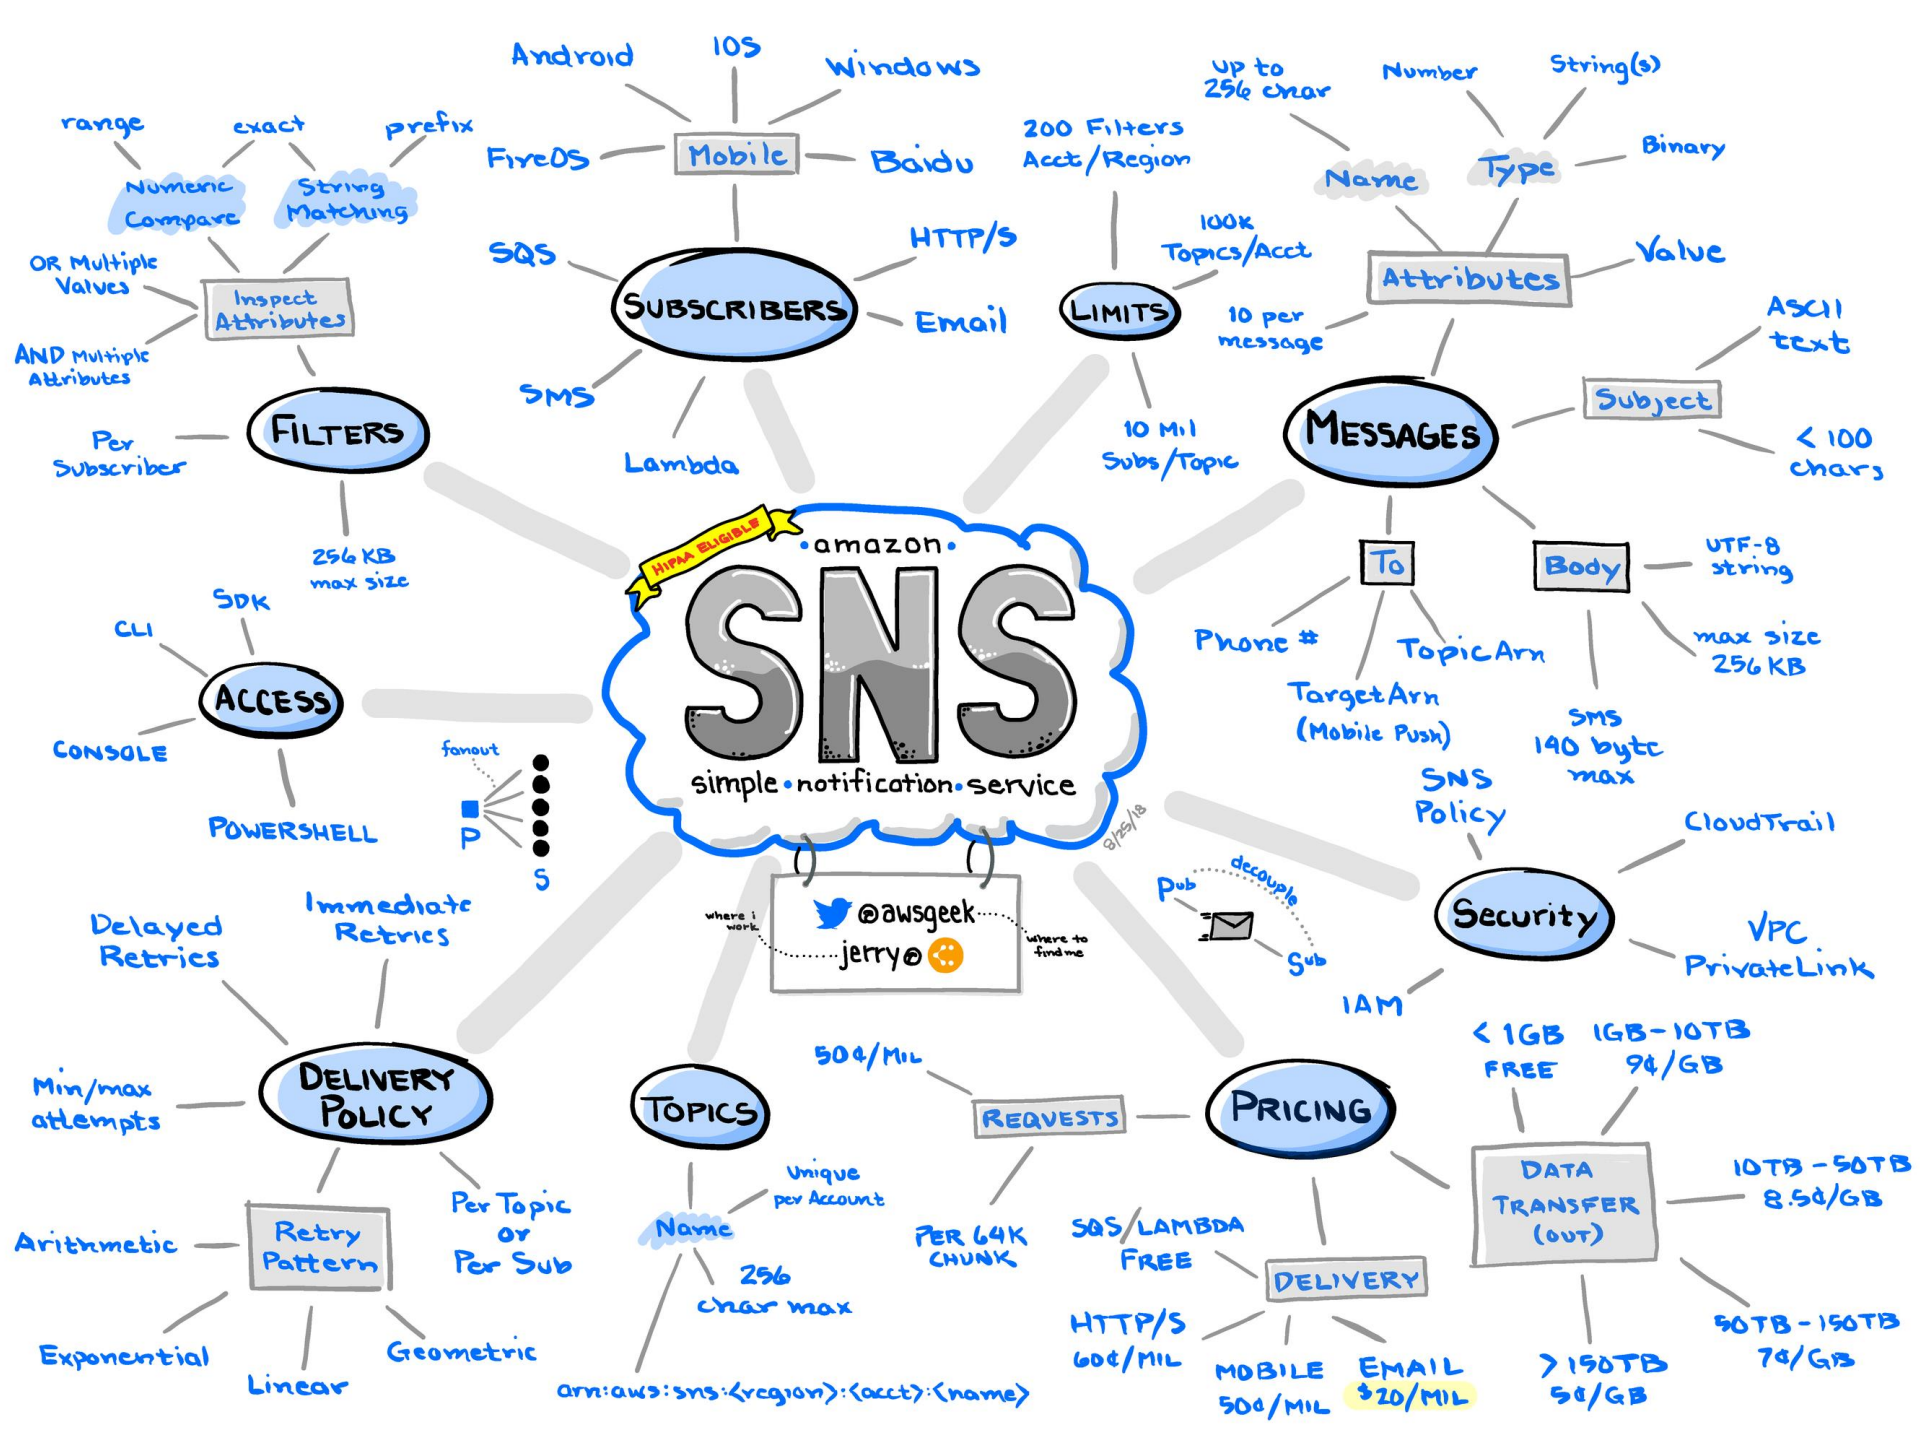 Android
IOS
Windows
FireOS
Mobile
Baidu
SQS
HTTP/S
SUBSCRIBERS
Email
SMS
Lambda
range
exact
prefix
Numeric
Compare
String
Matching
OR Multiple
Values
Inspect
Attributes
AND Multiple
Attributes
FILTERS
Per
Subscriber
256 KB
max size
200 Filters
Acct/Region
100K
Topics/Acct
LIMITS
10 Mil
Subs/Topic
up to
256 char
Number
String(s)
Name
Type
Binary
Attributes
Value
10 per
message
MESSAGES
Subject
ASCII
text
< 100
chars
To
Phone #
TargetArn
(Mobile Push)
TopicArn
Body
UTF-8
string
max size
256 KB
SMS
140 byte
max
HIPAA ELIGIBLE
amazon
SNS
simple • notification • service
8/25/18
SDK
CLI
ACCESS
CONSOLE
POWERSHELL
fanout
P
S
where i
work
@awsgeek
jerry@
where to
find me
Pub
decouple
Sub
SNS
Policy
CloudTrail
Security
VPC
PrivateLink
IAM
Delayed
Retries
Immediate
Retries
Min/max
attempts
DELIVERY
POLICY
Per Topic
or
Per Sub
Retry
Pattern
Arithmetic
Exponential
Linear
Geometric
TOPICS
Name
Unique
per Account
256
char max
arn:aws:sns:<region>:<acct>:<name>
50¢/MIL
REQUESTS
PER 64K
CHUNK
PRICING
SQS/LAMBDA
FREE
DELIVERY
HTTP/S
60¢/MIL
MOBILE
50¢/MIL
EMAIL
$20/MIL
< 1GB
FREE
1GB-10TB
9¢/GB
DATA
TRANSFER
(OUT)
10TB-50TB
8.5¢/GB
50TB-150TB
7¢/GB
>150TB
5¢/GB